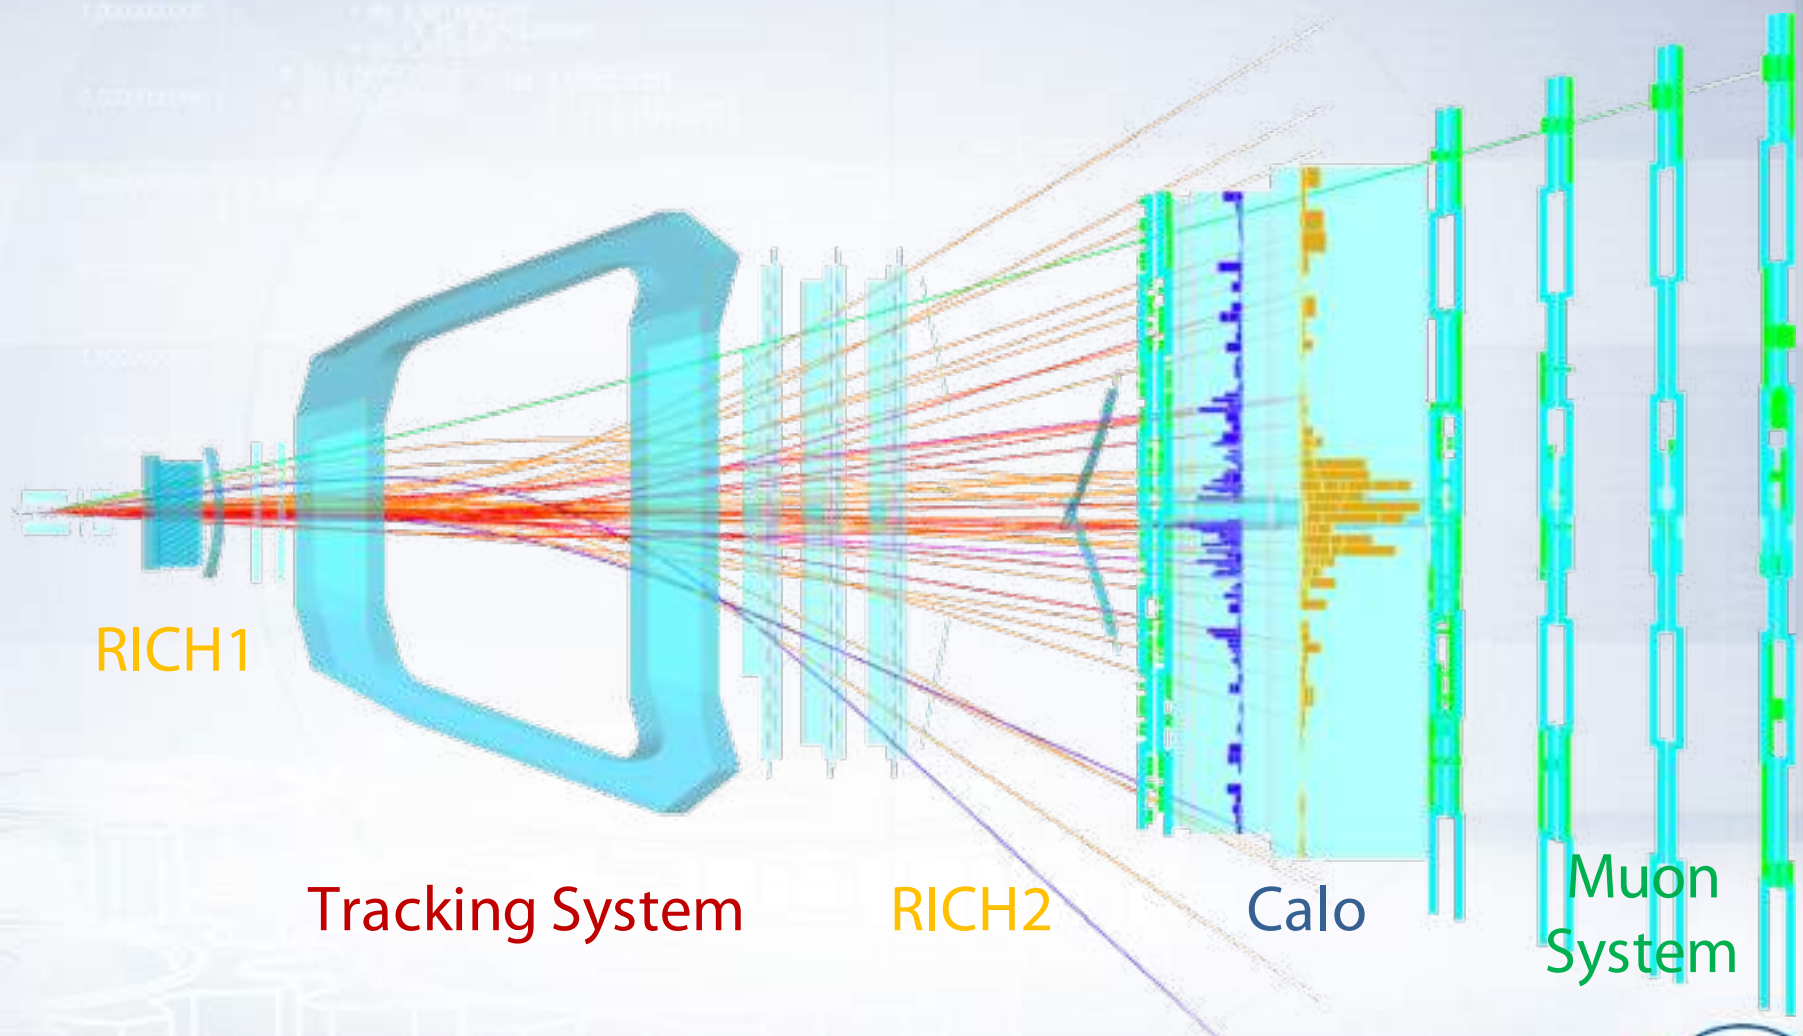 RICH1
Tracking System
RICH2
Calo
Muon
System